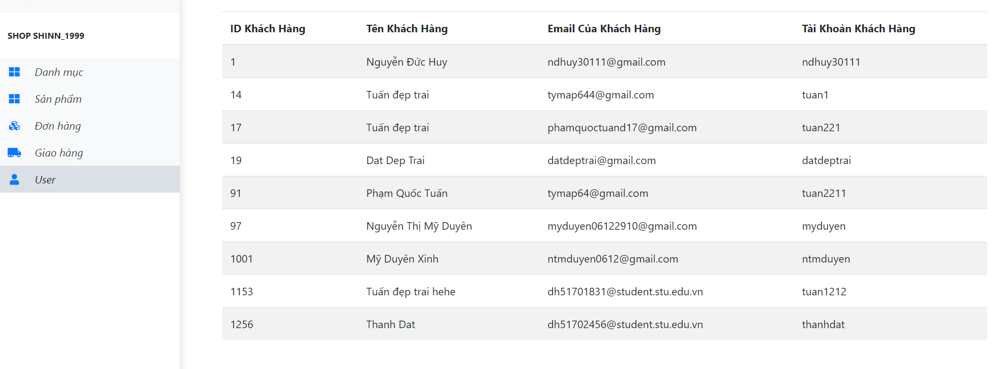 SHOP SHINN_1999
Danh mục
Sản phẩm
Đơn hàng
Giao hàng
User
ID Khách Hàng Tên Khách Hàng Email Của Khách Hàng Tài Khoản Khách Hàng
1 Nguyễn Đức Huy ndhuy30111@gmail.com ndhuy30111
14 Tuấn đẹp trai tymap644@gmail.com tuan1
17 Tuấn đẹp trai phamquoctuand17@gmail.com tuan221
19 Dat Dep Trai datdeptrai@gmail.com datdeptrai
91 Phạm Quốc Tuấn tymap64@gmail.com tuan2211
97 Nguyễn Thị Mỹ Duyên myduyen06122910@gmail.com myduyen
1001 Mỹ Duyên Xinh ntmduyen0612@gmail.com ntmduyen
1153 Tuấn đẹp trai hehe dh51701831@student.stu.edu.vn tuan1212
1256 Thanh Dat dh51702456@student.stu.edu.vn thanhdat